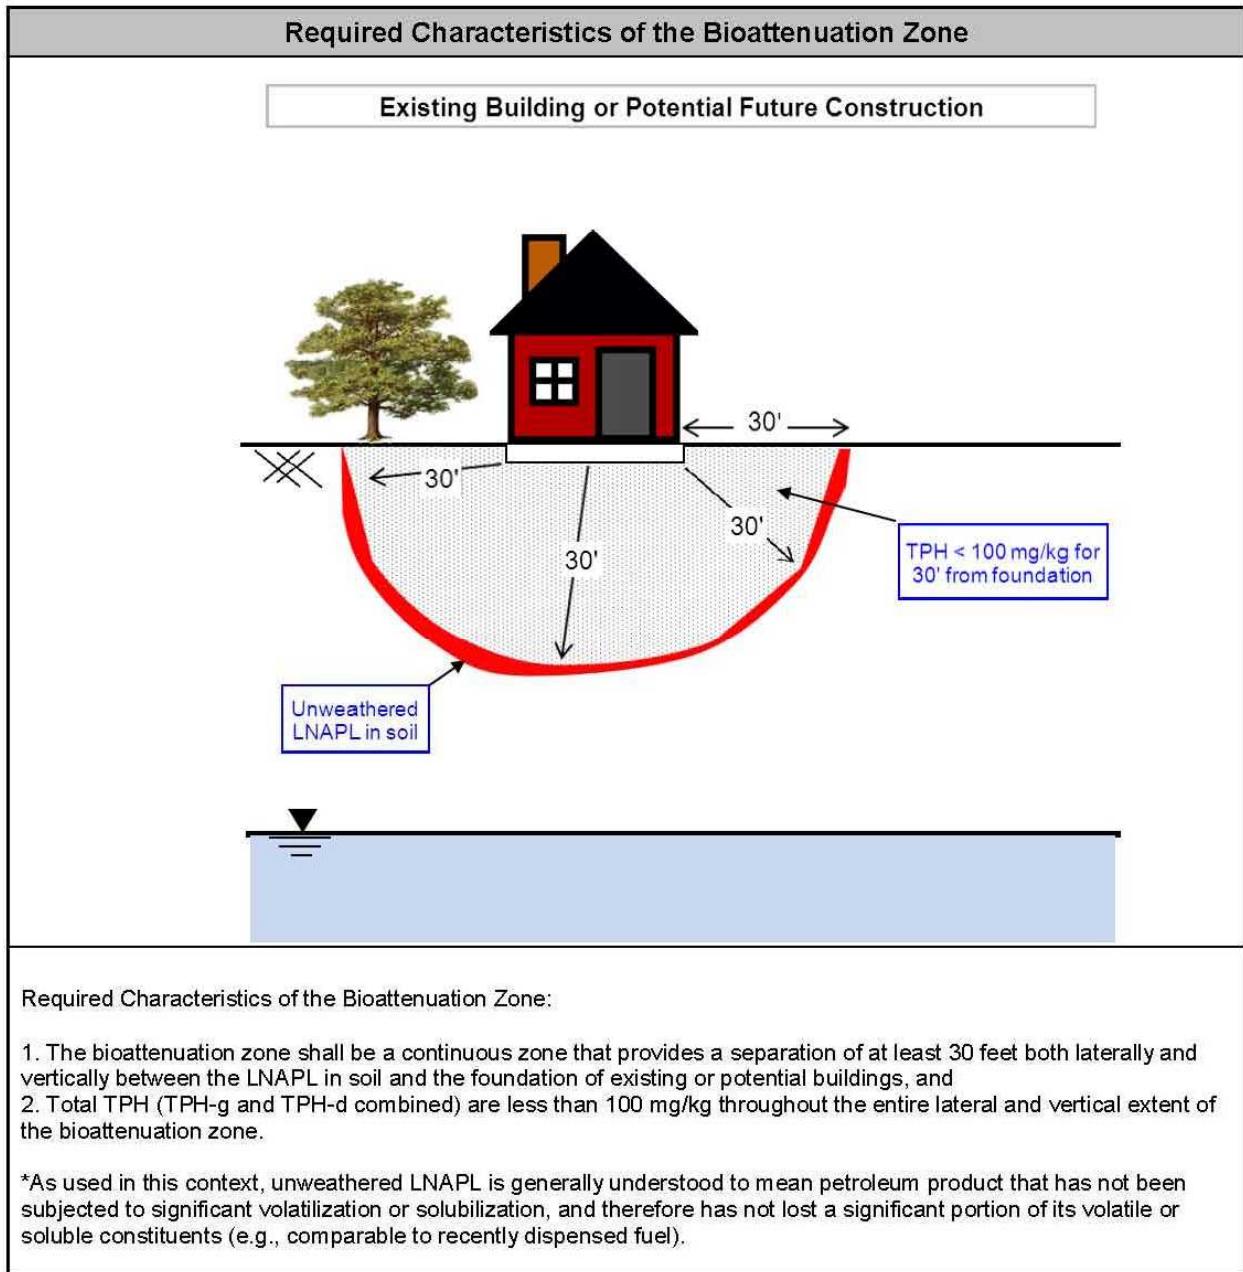 Required Characteristics of the Bioattenuation Zone
Existing Building or Potential Future Construction
30'
30'
30'
30'
TPH < 100 mg/kg for
30' from foundation
Unweathered
LNAPL in soil
Required Characteristics of the Bioattenuation Zone:
1. The bioattenuation zone shall be a continuous zone that provides a separation of at least 30 feet both laterally and
vertically between the LNAPL in soil and the foundation of existing or potential buildings, and
2. Total TPH (TPH-g and TPH-d combined) are less than 100 mg/kg throughout the entire lateral and vertical extent of
the bioattenuation zone.
*As used in this context, unweathered LNAPL is generally understood to mean petroleum product that has not been
subjected to significant volatilization or solubilization, and therefore has not lost a significant portion of its volatile or
soluble constituents (e.g., comparable to recently dispensed fuel).